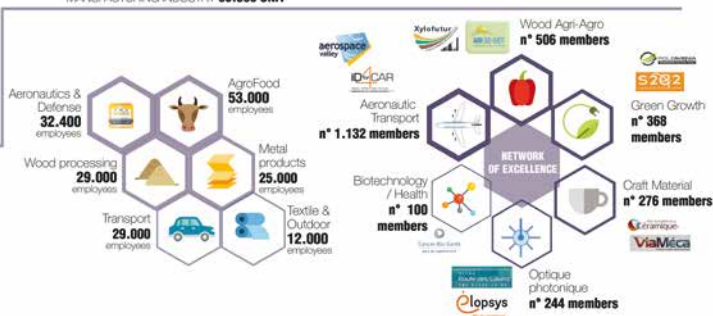 Aeronautics &
Defense
32.400
employees
AgroFood
53.000
employees
Wood processing
29.000
employees
Metal
products
25.000
employees
Transport
29.000
employees
Textile &
Outdoor
12.000
employees
aerospace
valley
Xylofutur
Wood Agri-Agro
n° 506 members
ID4CAR
Aeronautic
Transport
n° 1.132 members
S2E2
Green Growth
n° 368
members
NETWORK
OF EXCELLENCE
Biotechnology
/ Health
n° 100
members
Craft Material
n° 276 members
Céramique
ViaMéca
elopsys
Optique
photonique
n° 244 members